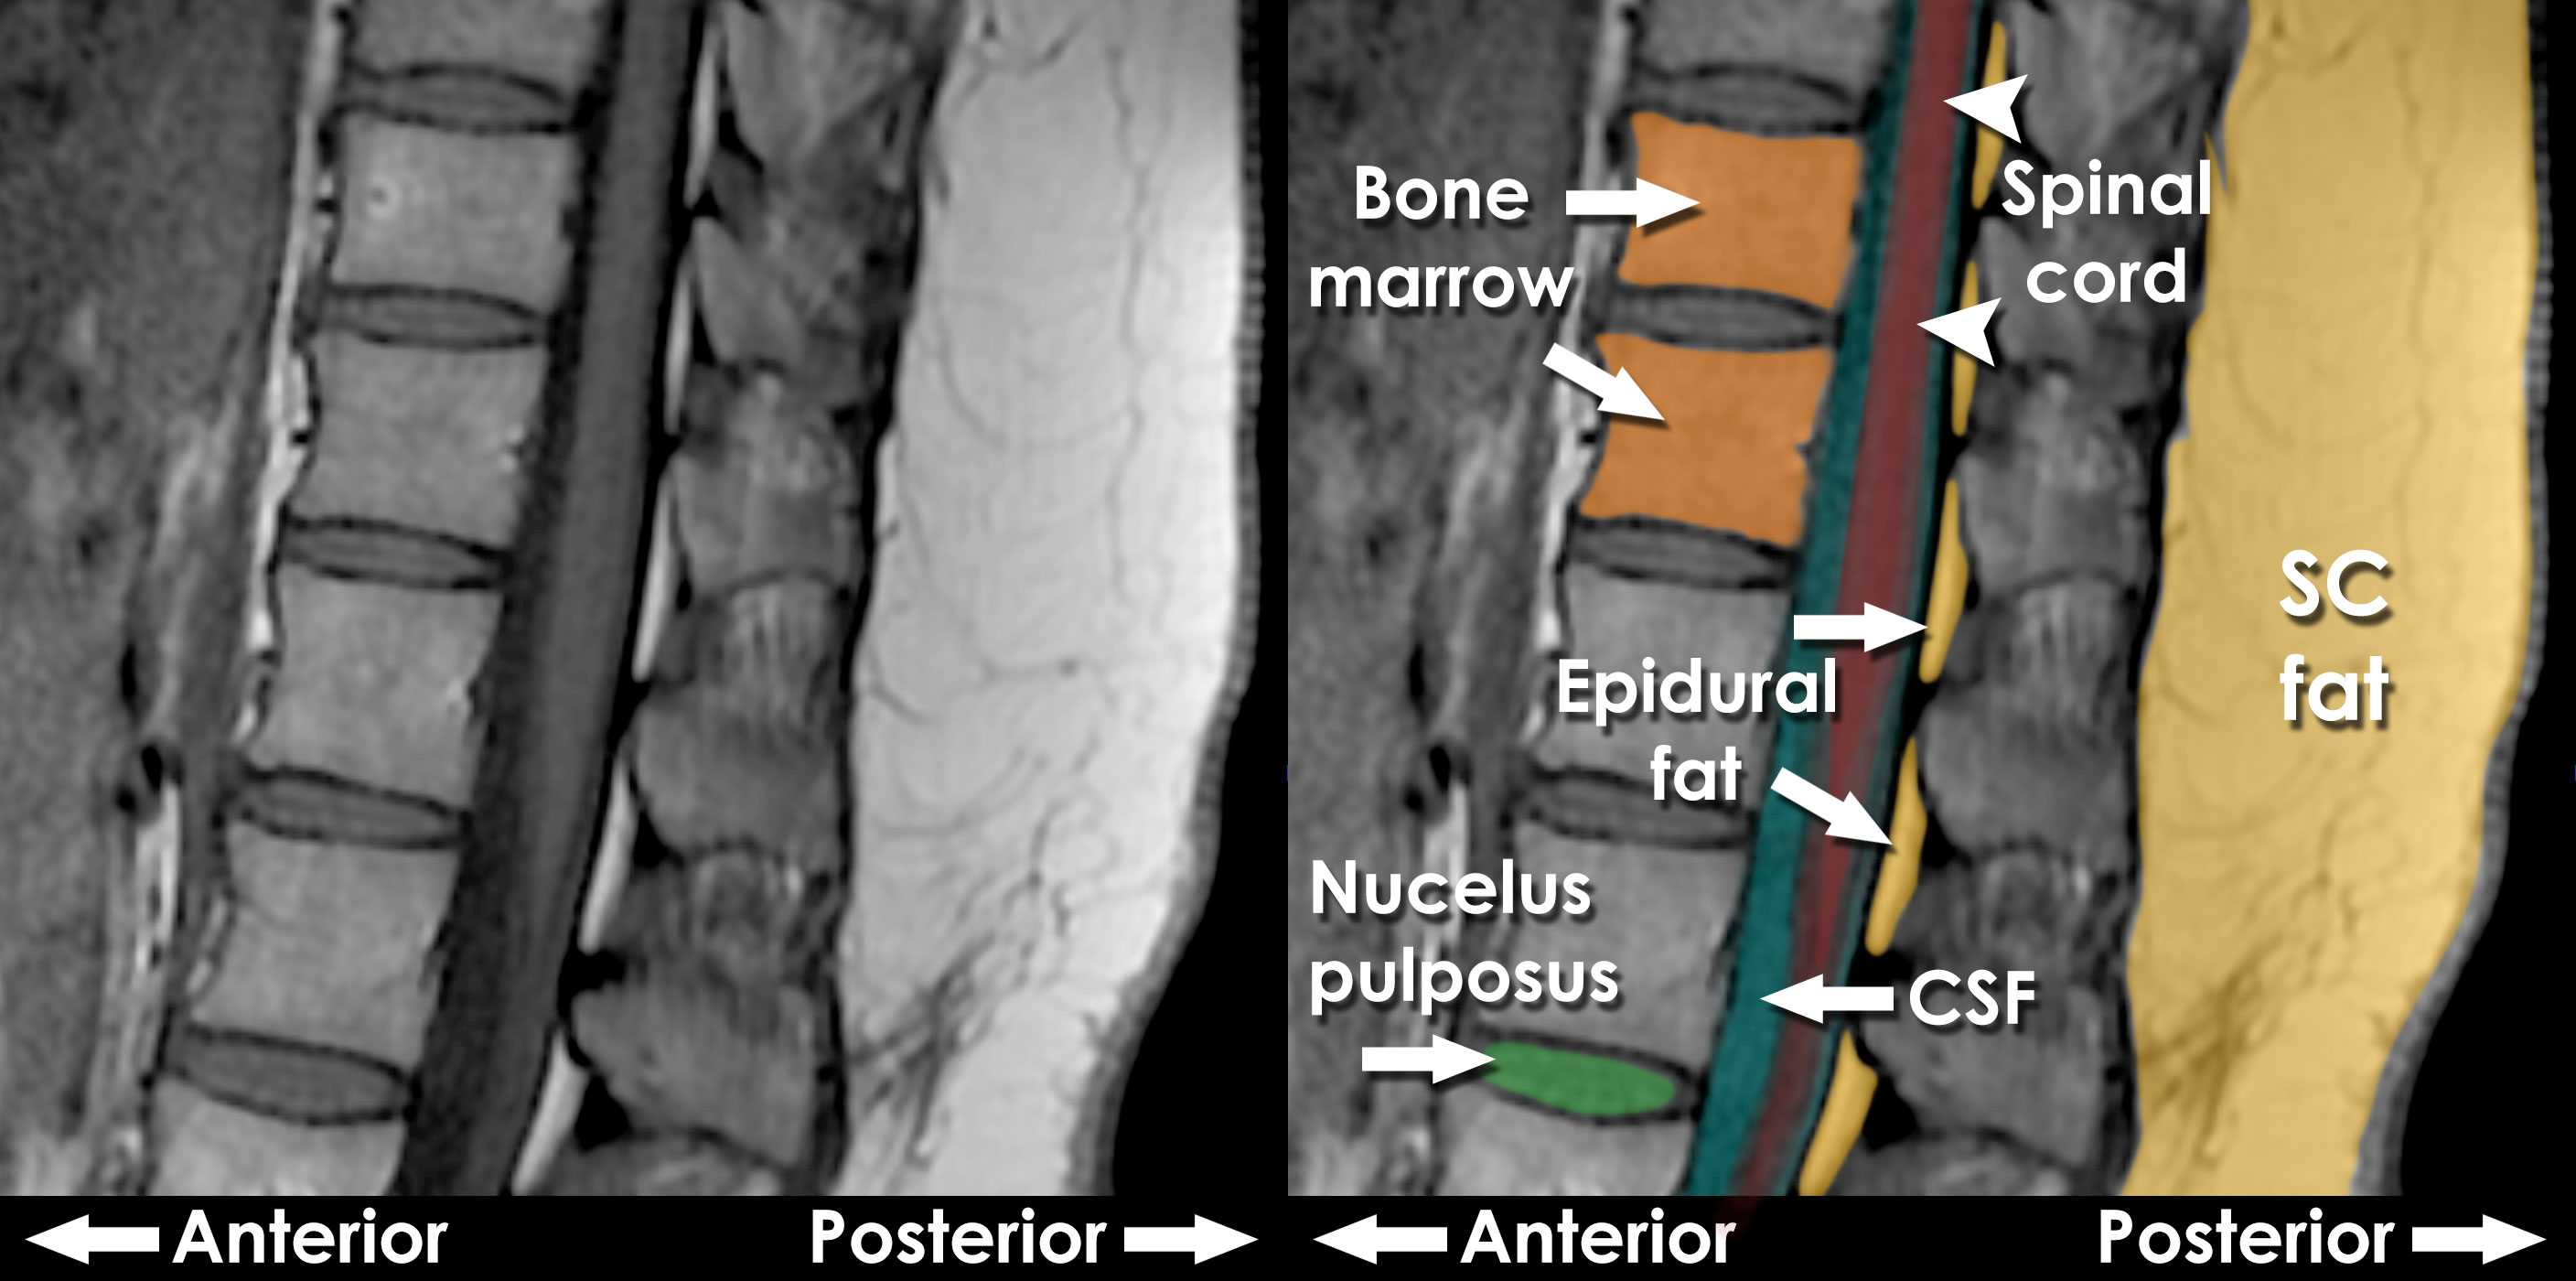 Bone
marrow
Spinal
cord
SC
fat
Epidural
fat
Nucelus
pulposus
CSF
Anterior
Posterior
Anterior
Posterior